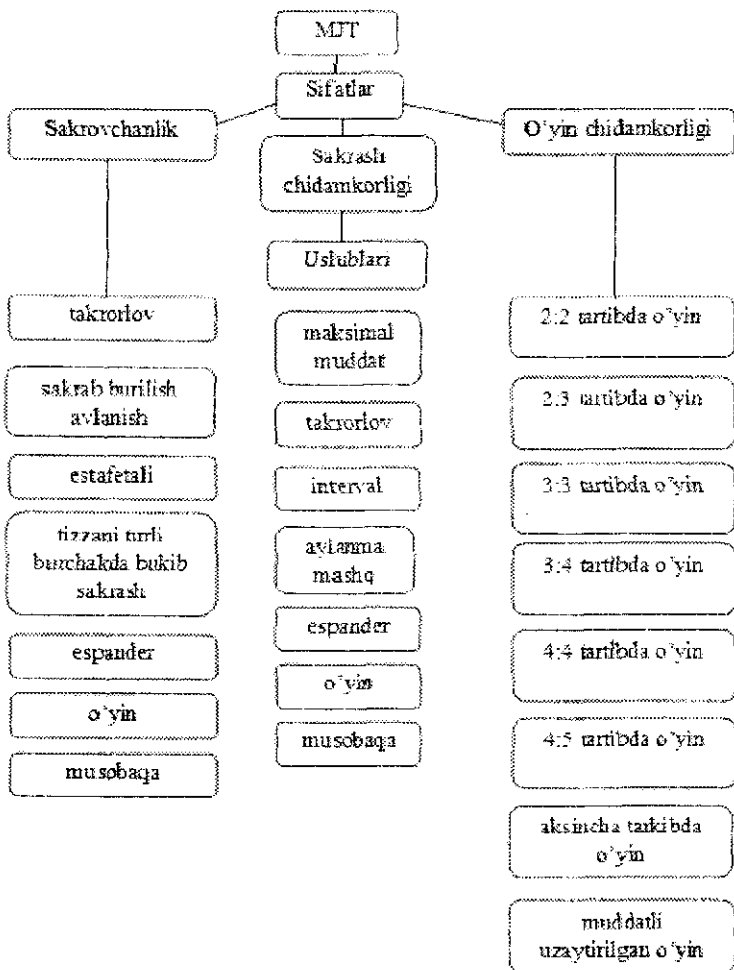 MJT
Sifatlar
Sakrovchanlik
Sakrash
chidamkorligi
O‘yin chidamkorligi
Uslublari
takrorlov
sakrab burilish
aylanish
estafetali
tizzani turli
burchakda bukib
sakrash
espander
o‘yin
musobaqa
maksimal
muddat
takrorlov
interval
aylanma
mashq
espander
o‘yin
musobaqa
2:2 tartibda o‘yin
2:3 tartibda o‘yin
3:3 tartibda o‘yin
3:4 tartibda o‘yin
4:4 tartibda o‘yin
4:5 tartibda o‘yin
aksincha tarkibda
o‘yin
muddatli
uzaytirilgan o‘yin